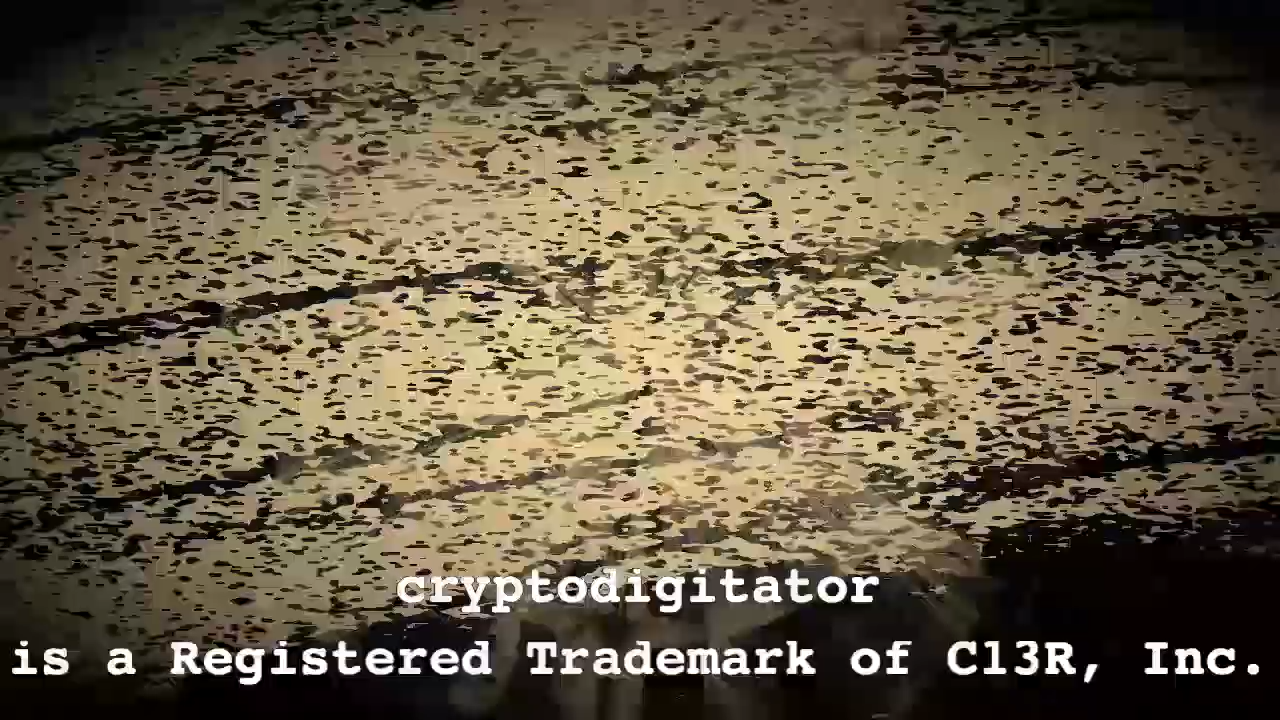 cryptodigitator
is a Registered Trademark of C13R, Inc.